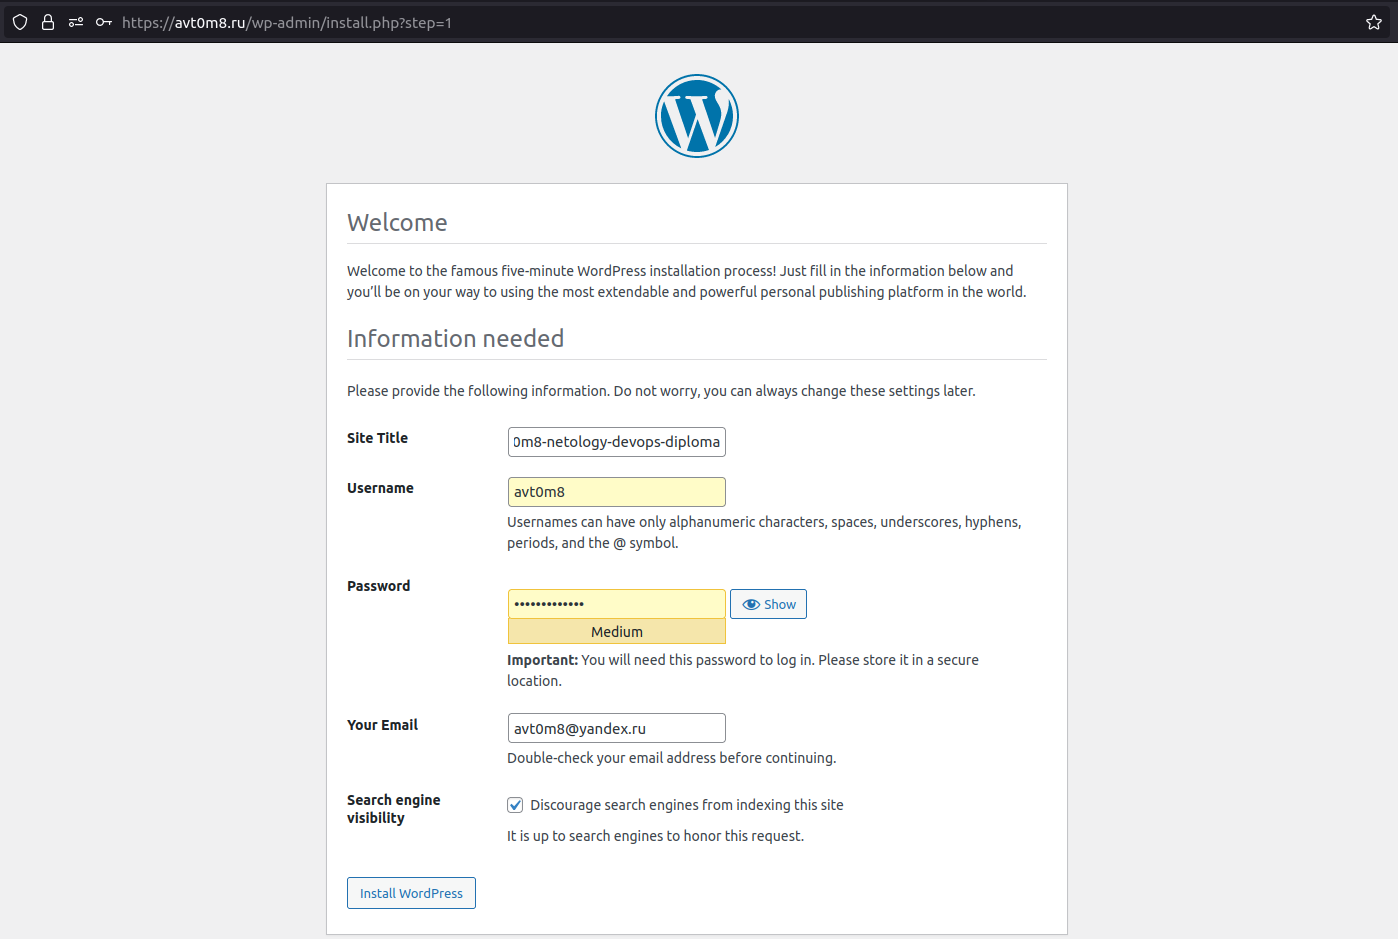 https://avt0m8.ru/wp-admin/install.php?step=1
Welcome
Welcome to the famous five-minute WordPress installation process! Just fill in the information below and
you’ll be on your way to using the most extendable and powerful personal publishing platform in the world.
Information needed
Please provide the following information. Do not worry, you can always change these settings later.
Site Title
0m8-netology-devops-diploma
Username
avt0m8
Usernames can have only alphanumeric characters, spaces, underscores, hyphens,
periods, and the @ symbol.
Password
•••••••••••••
Show
Medium
Important: You will need this password to log in. Please store it in a secure
location.
Your Email
avt0m8@yandex.ru
Double-check your email address before continuing.
Search engine
visibility
Discourage search engines from indexing this site
It is up to search engines to honor this request.
Install WordPress